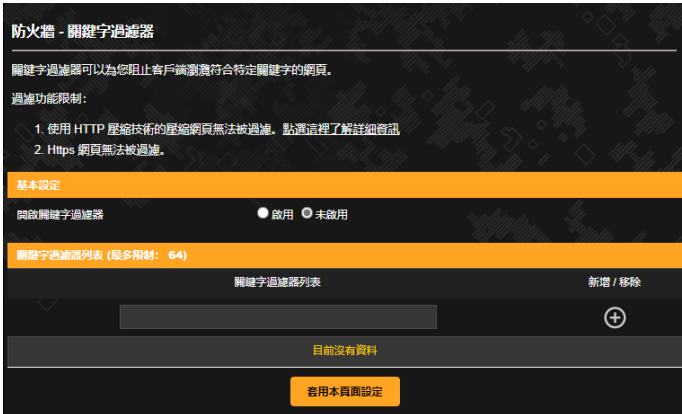 防火牆 - 關鍵字過濾器
關鍵字過濾器可以為您阻止客戶端瀏覽符合特定關鍵字的網頁。
過濾功能限制：
1. 使用 HTTP 壓縮技術的壓縮網頁無法被過濾。點選這裡了解詳細資訊
2. Https 網頁無法被過濾。
基本設定
開啟關鍵字過濾器 啟用 未啟用
關鍵字過濾器列表 (最多限制： 64)
關鍵字過濾器列表 新增 / 移除
目前沒有資料
套用本頁面設定